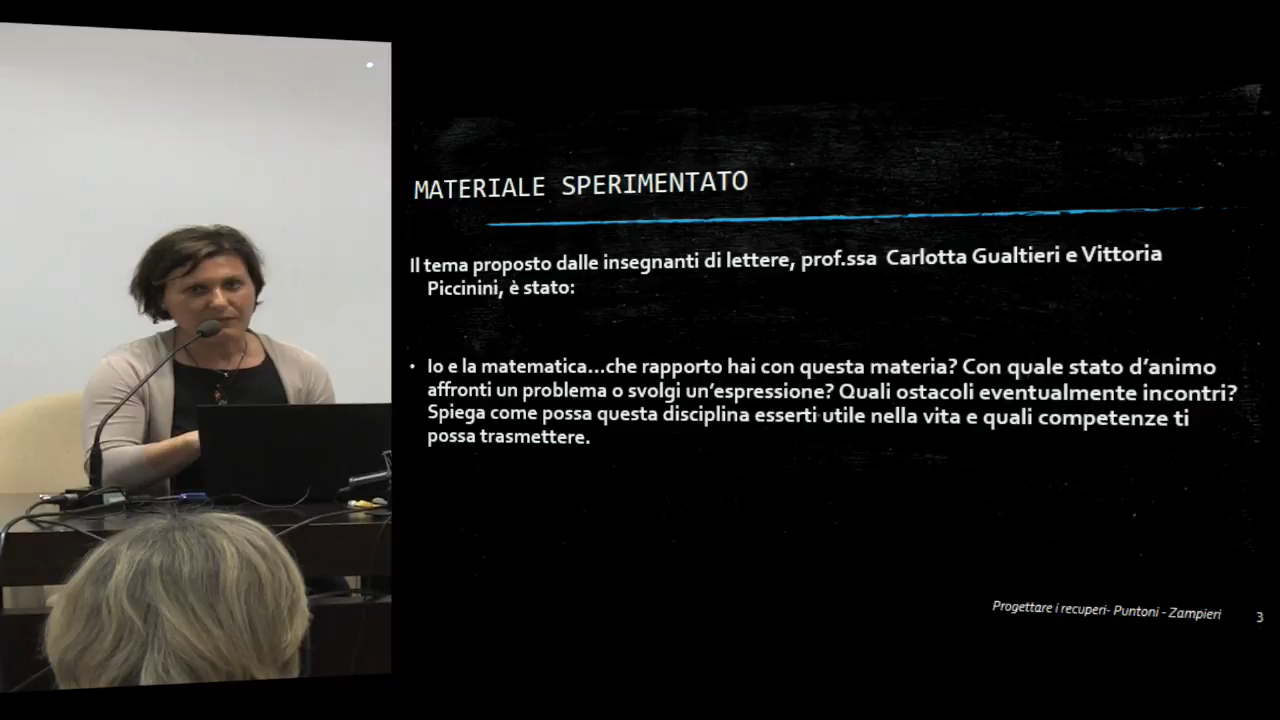 MATERIALE SPERIMENTATO
Il tema proposto dalle insegnanti di lettere, prof.ssa Carlotta Gualtieri e Vittoria
Piccinini, è stato:
• Io e la matematica...che rapporto hai con questa materia? Con quale stato d'animo
affronti un problema o svolgi un'espressione? Quali ostacoli eventualmente incontri?
Spiega come possa questa disciplina esserti utile nella vita e quali competenze ti
possa trasmettere.
Progettare i recuperi- Puntoni - Zampieri
3